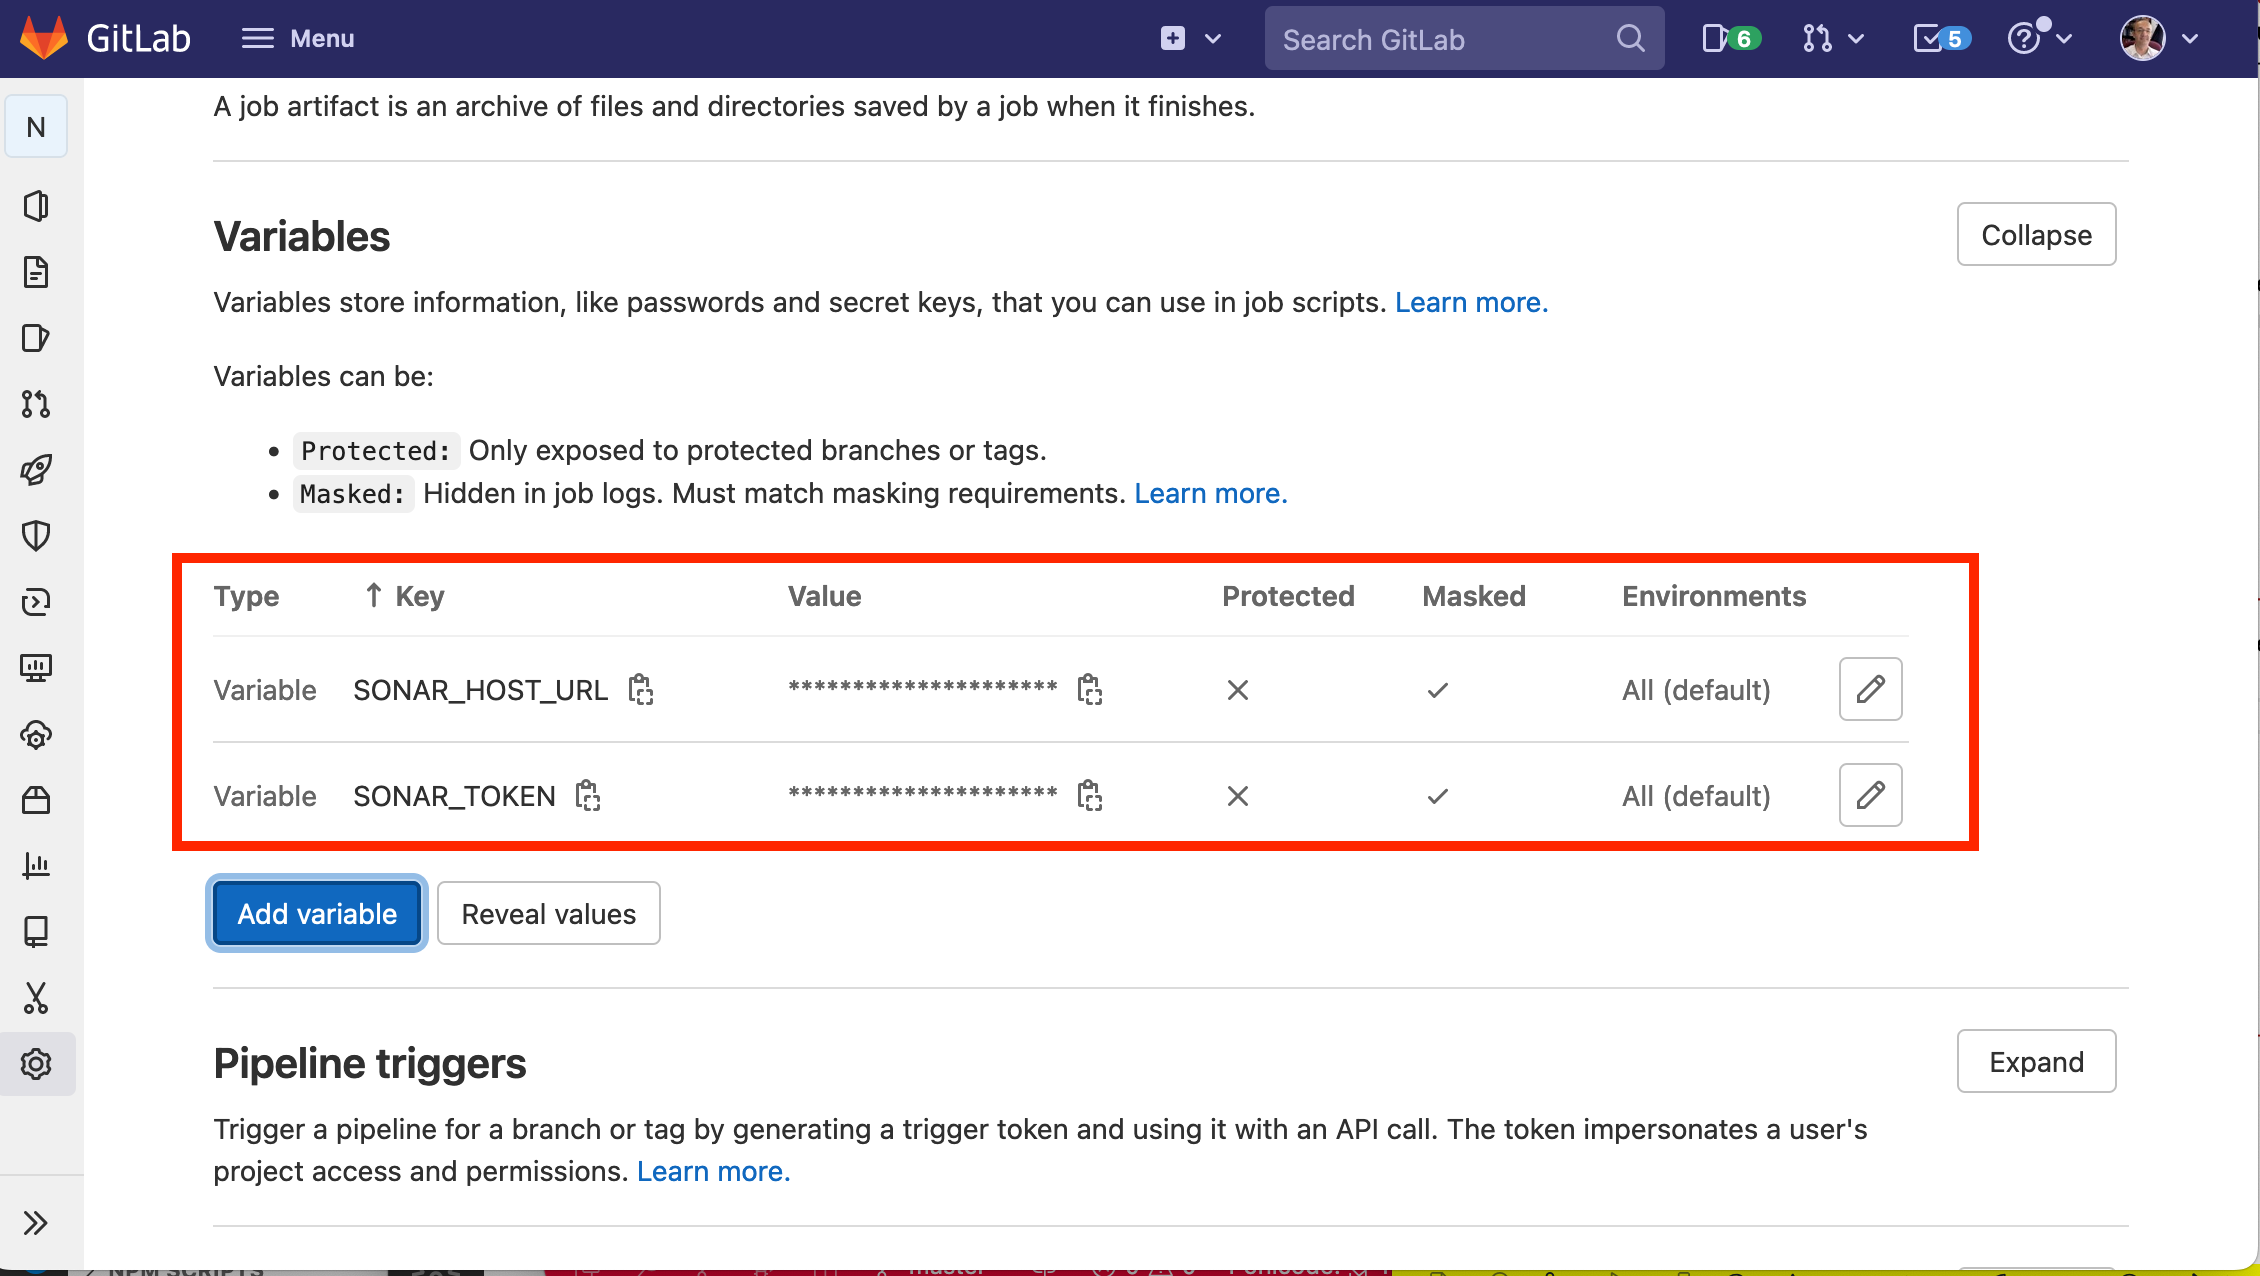 GitLab Menu Search GitLab 6 5
N
A job artifact is an archive of files and directories saved by a job when it finishes.
Variables Collapse
Variables store information, like passwords and secret keys, that you can use in job scripts. Learn more.
Variables can be:
Protected: Only exposed to protected branches or tags.
Masked: Hidden in job logs. Must match masking requirements. Learn more.
Type ↑ Key Value Protected Masked Environments
Variable SONAR_HOST_URL ********************* All (default)
Variable SONAR_TOKEN ********************* All (default)
Add variable Reveal values
Pipeline triggers Expand
Trigger a pipeline for a branch or tag by generating a trigger token and using it with an API call. The token impersonates a user's
project access and permissions. Learn more.